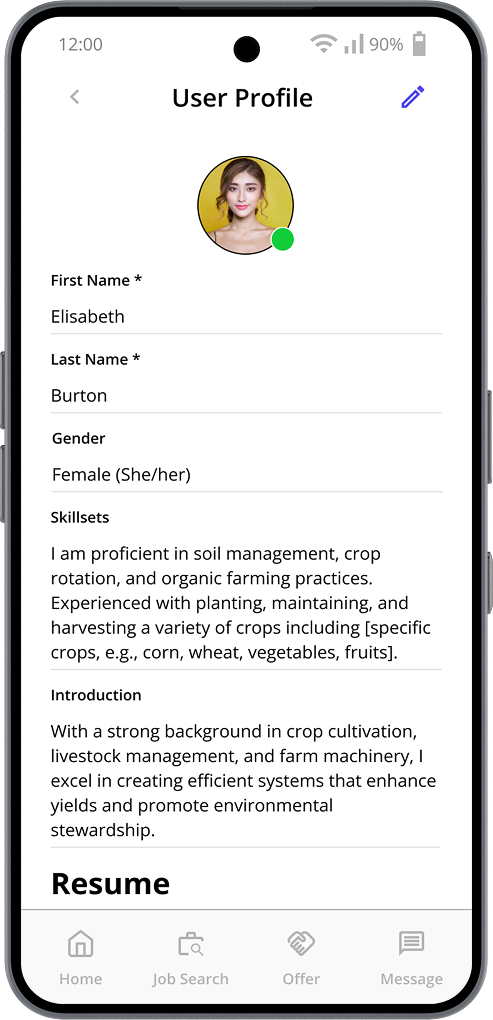 12:00
90%
User Profile
First Name *
Elisabeth
Last Name *
Burton
Gender
Female (She/her)
Skillsets
I am proficient in soil management, crop
rotation, and organic farming practices.
Experienced with planting, maintaining, and
harvesting a variety of crops including [specific
crops, e.g., corn, wheat, vegetables, fruits].
Introduction
With a strong background in crop cultivation,
livestock management, and farm machinery, I
excel in creating efficient systems that enhance
yields and promote environmental
stewardship.
Resume
Home
Job Search
Offer
Message